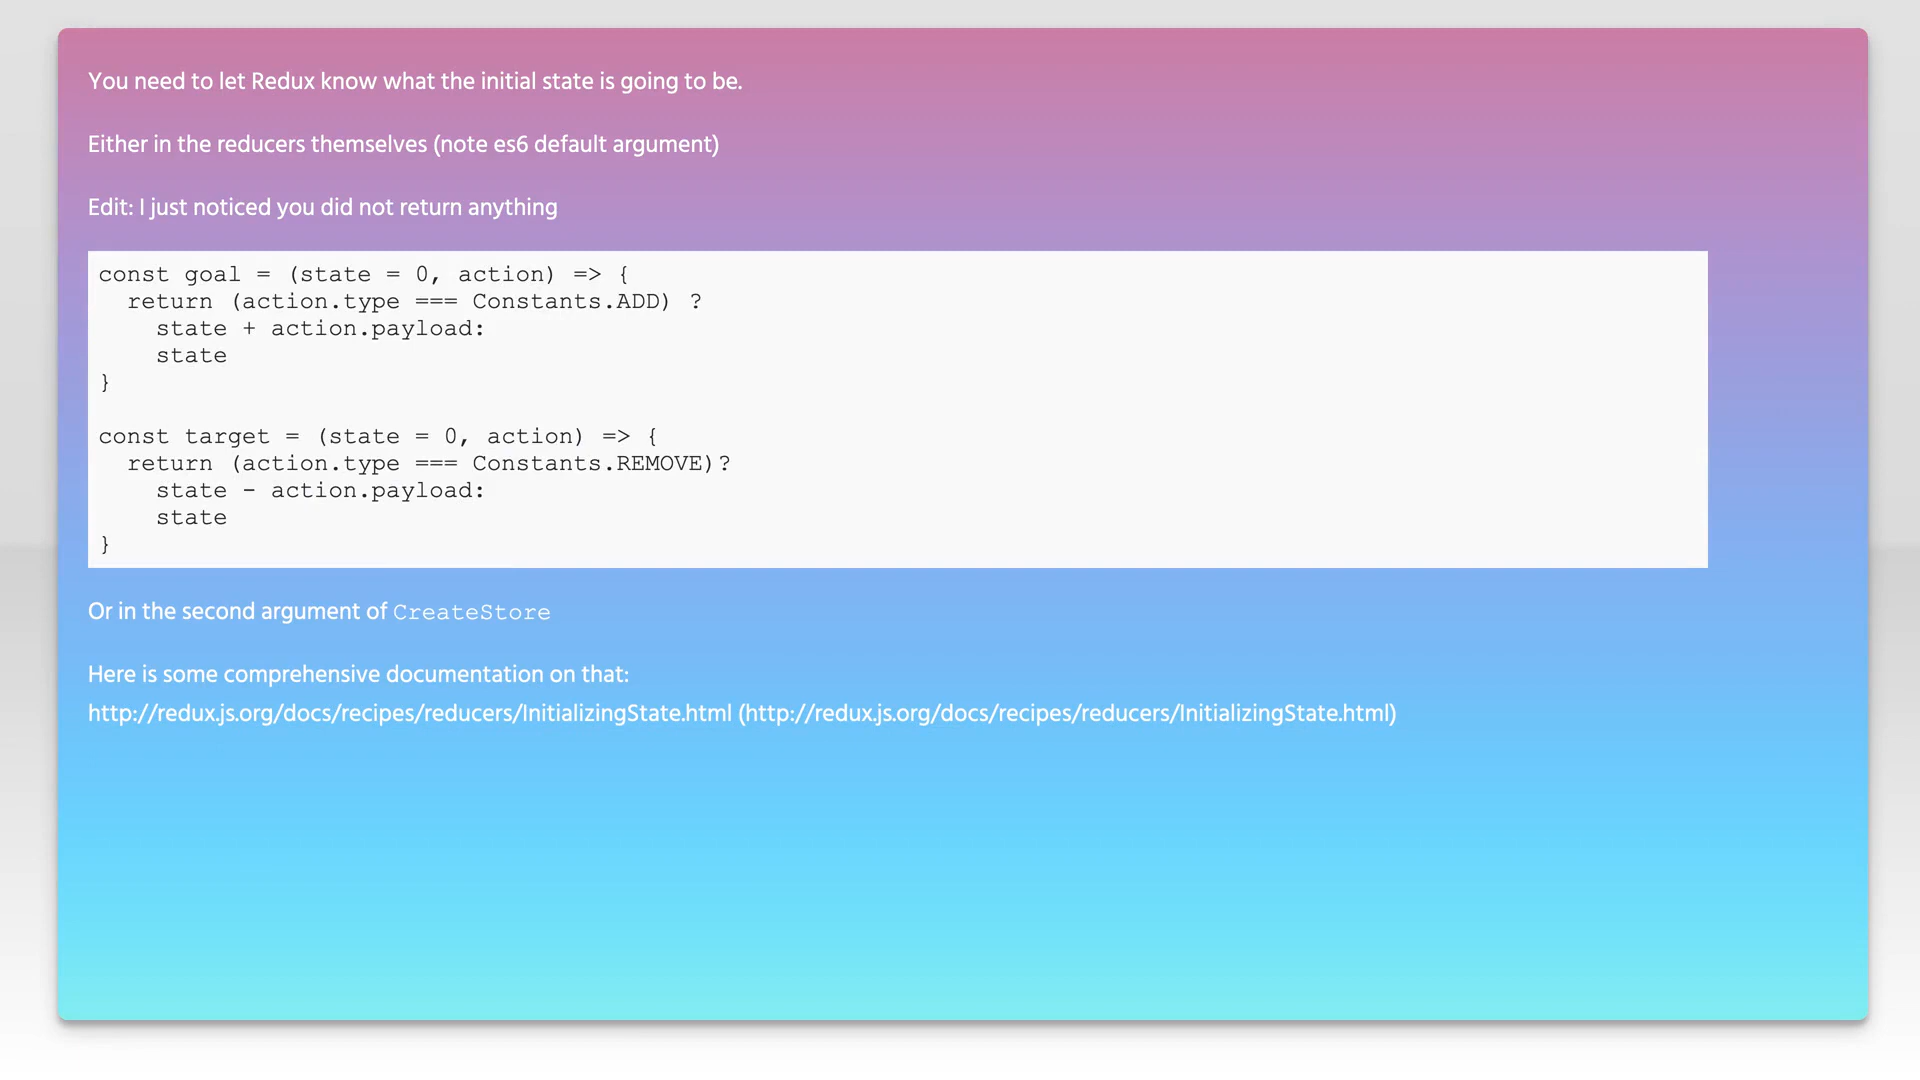 You need to let Redux know what the initial state is going to be.
Either in the reducers themselves (note es6 default argument)
Edit: I just noticed you did not return anything
const goal = (state = 0, action) => {
  return (action.type === Constants.ADD) ?
    state + action.payload:
    state
}
const target = (state = 0, action) => {
  return (action.type === Constants.REMOVE)?
    state - action.payload:
    state
}
Or in the second argument of CreateStore
Here is some comprehensive documentation on that:
http://redux.js.org/docs/recipes/reducers/InitializingState.html (http://redux.js.org/docs/recipes/reducers/InitializingState.html)